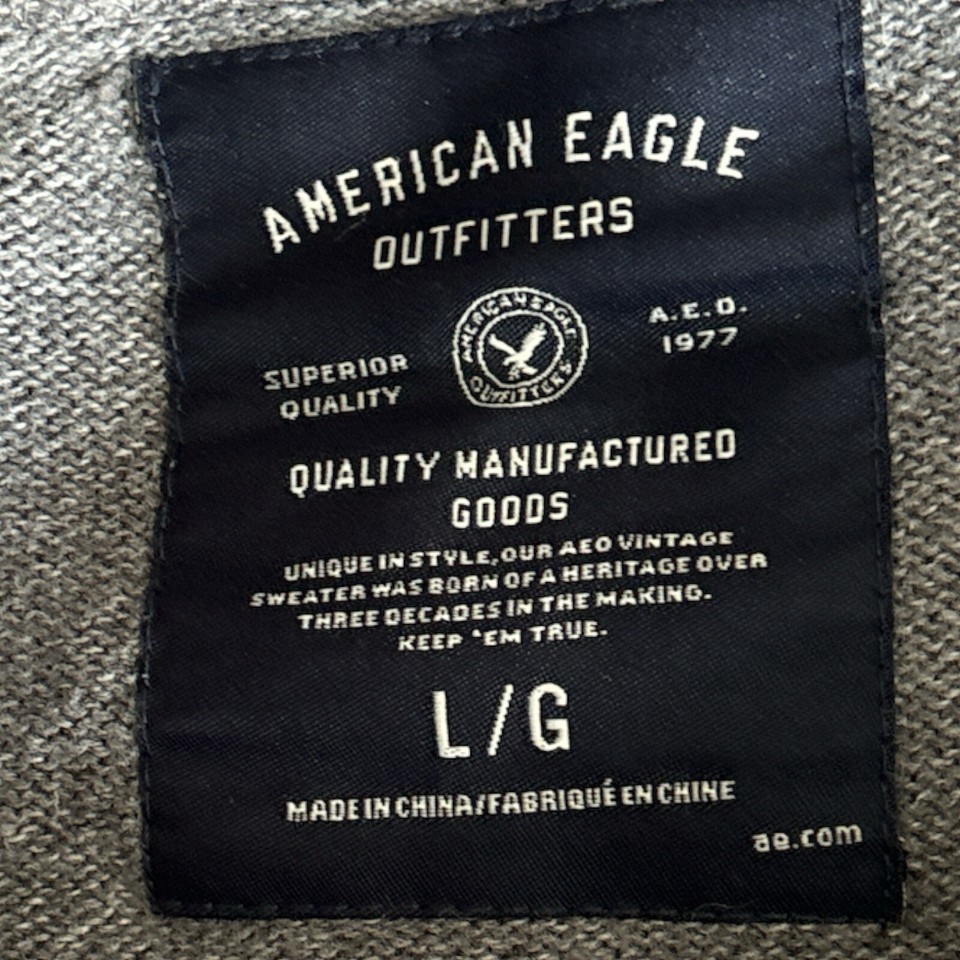 AMERICAN EAGLE
OUTFITTERS
AMERICAN EAGLE
OUTFITTERS
A.E.O.
1977
SUPERIOR
QUALITY
QUALITY MANUFACTURED
GOODS
UNIQUE IN STYLE, OUR AEO VINTAGE
SWEATER WAS BORN OF A HERITAGE OVER
THREE DECADES IN THE MAKING.
KEEP 'EM TRUE.
L/G
MADE IN CHINA/FABRIQUÉ EN CHINE
ae.com